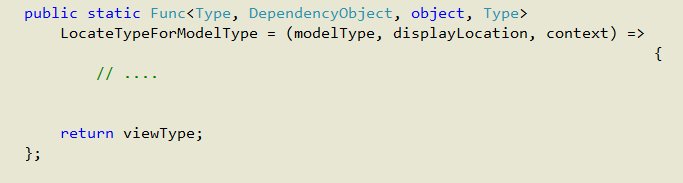 public static Func<Type, DependencyObject, object, Type>
LocateTypeForModelType = (modelType, displayLocation, context) =>
{
// ....
return viewType;
};